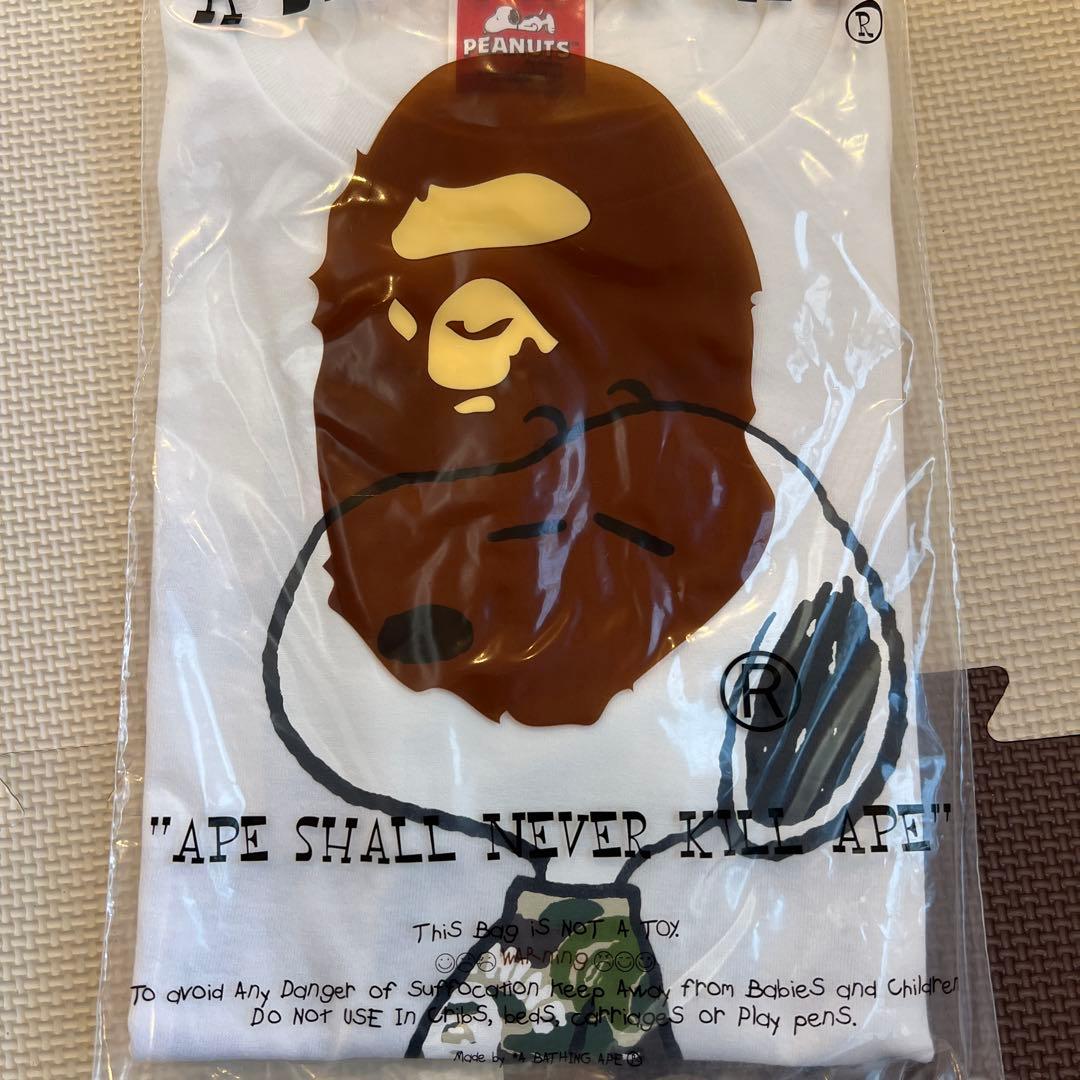 ®
PEANUTS
®
"APE SHALL NEVER KILL APE"
This Bag iS NOT A TOY.
WARning
To avoid Any Danger of Suffocation Keep Away from Babies and Children
DO NOT USE In Cribs, beds, carriages or Play penS.
Made by "A BATHING APE®